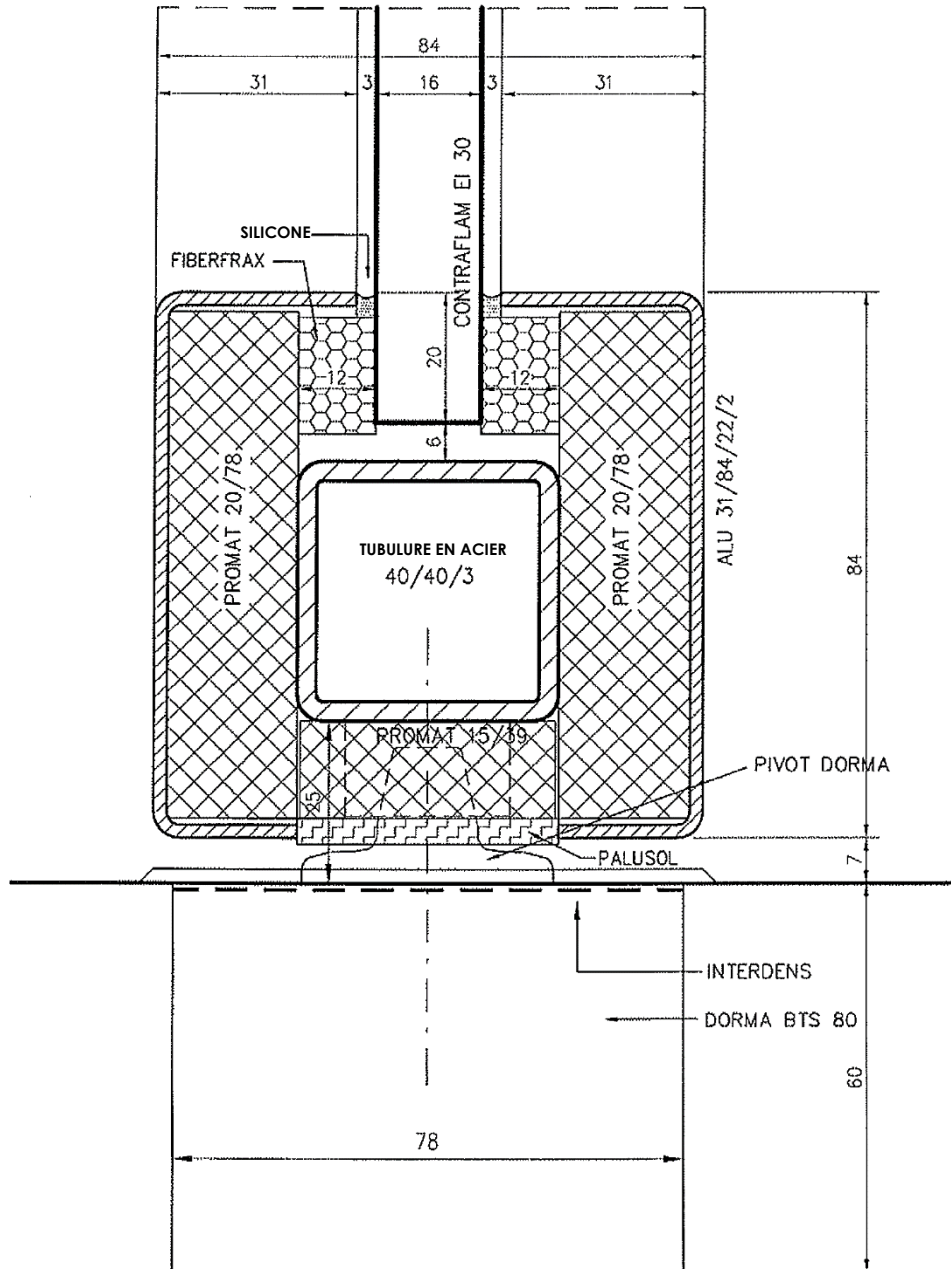 84
31
3
16
3
31
CONTRAFLAM EI 30
SILICONE
FIBERFRAX
20
12
12
6
PROMAT 20/78
PROMAT 20/78
ALU 31/84/22/2
84
TUBULURE EN ACIER
40/40/3
PROMAT 15/39
25
PIVOT DORMA
PALUSOL
7
INTERDENS
DORMA BTS 80
60
78